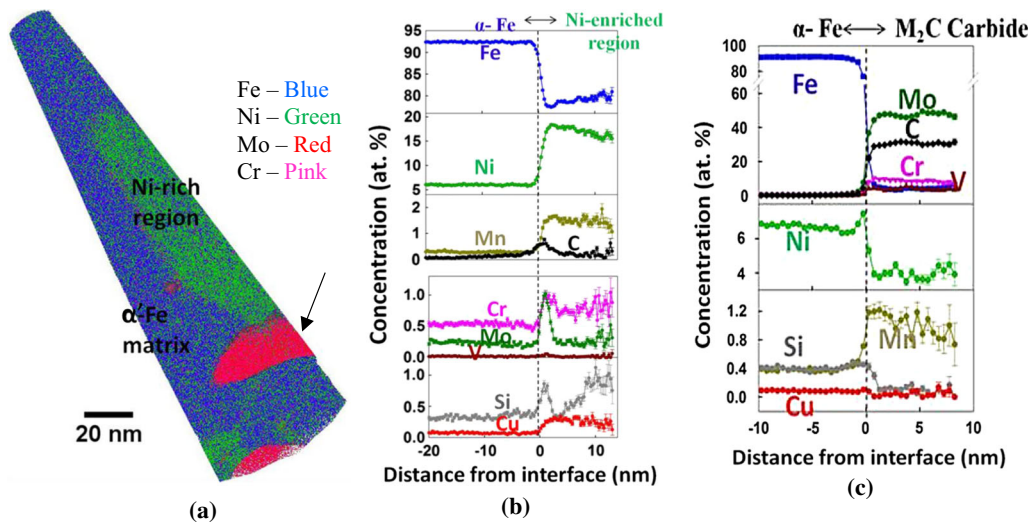 Fe – Blue
Ni – Green
Mo – Red
Cr – Pink
Ni-rich
region
α'Fe
matrix
20 nm
(a)
α- Fe
Ni-enriched
region
95
90
85
80
Fe
20
15
10
5
Ni
2
1
0
Mn
C
1.0
0.5
0.0
Cr
Mo
V
1.0
0.5
0.0
Si
Cu
Concentration (at. %)
-20
-10
0
10
Distance from interface (nm)
(b)
α- Fe
M₂C Carbide
100
80
60
40
20
0
Fe
Mo
C
Cr
V
6
4
Ni
1.2
0.8
0.4
0.0
Si
Mn
Cu
Concentration (at. %)
-10
-5
0
5
10
Distance from interface (nm)
(c)